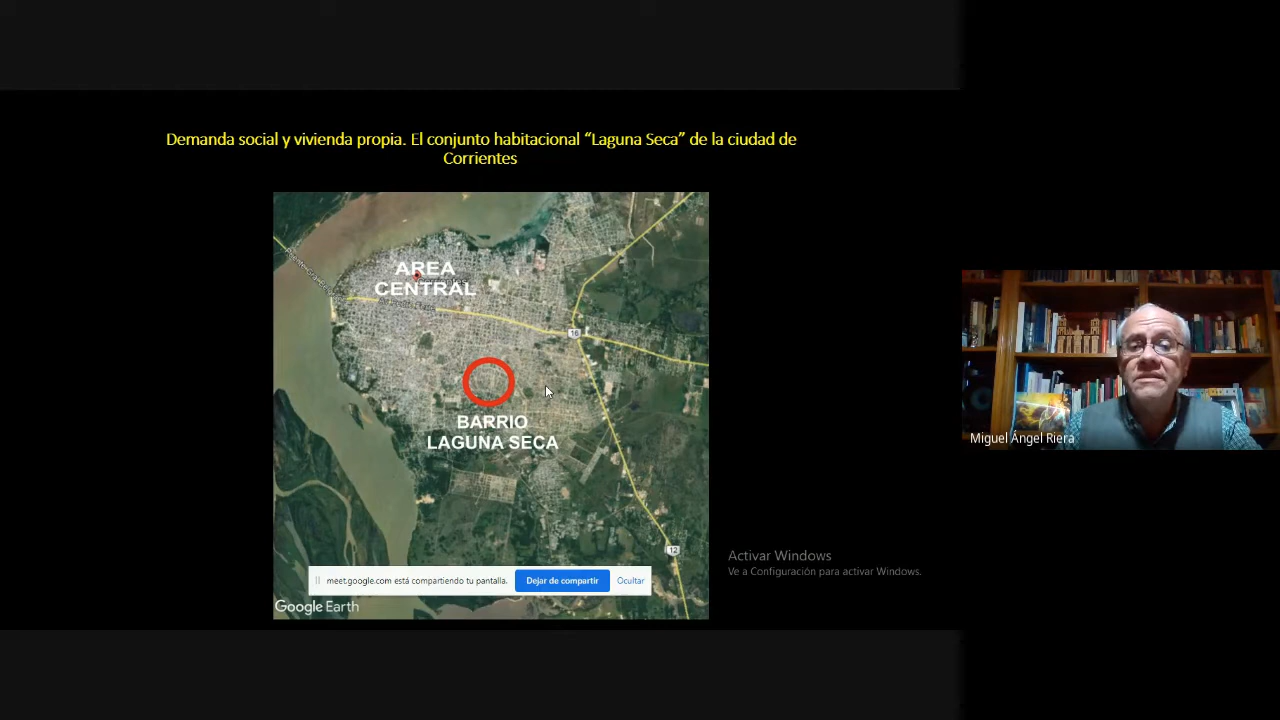 Demanda social y vivienda propia. El conjunto habitacional “Laguna Seca” de la ciudad de
Corrientes
AREA
CENTRAL
16
BARRIO
LAGUNA SECA
12
meet.google.com está compartiendo tu pantalla.
Dejar de compartir
Ocultar
Google Earth
Miguel Ángel Riera
Activar Windows
Ve a Configuración para activar Windows.